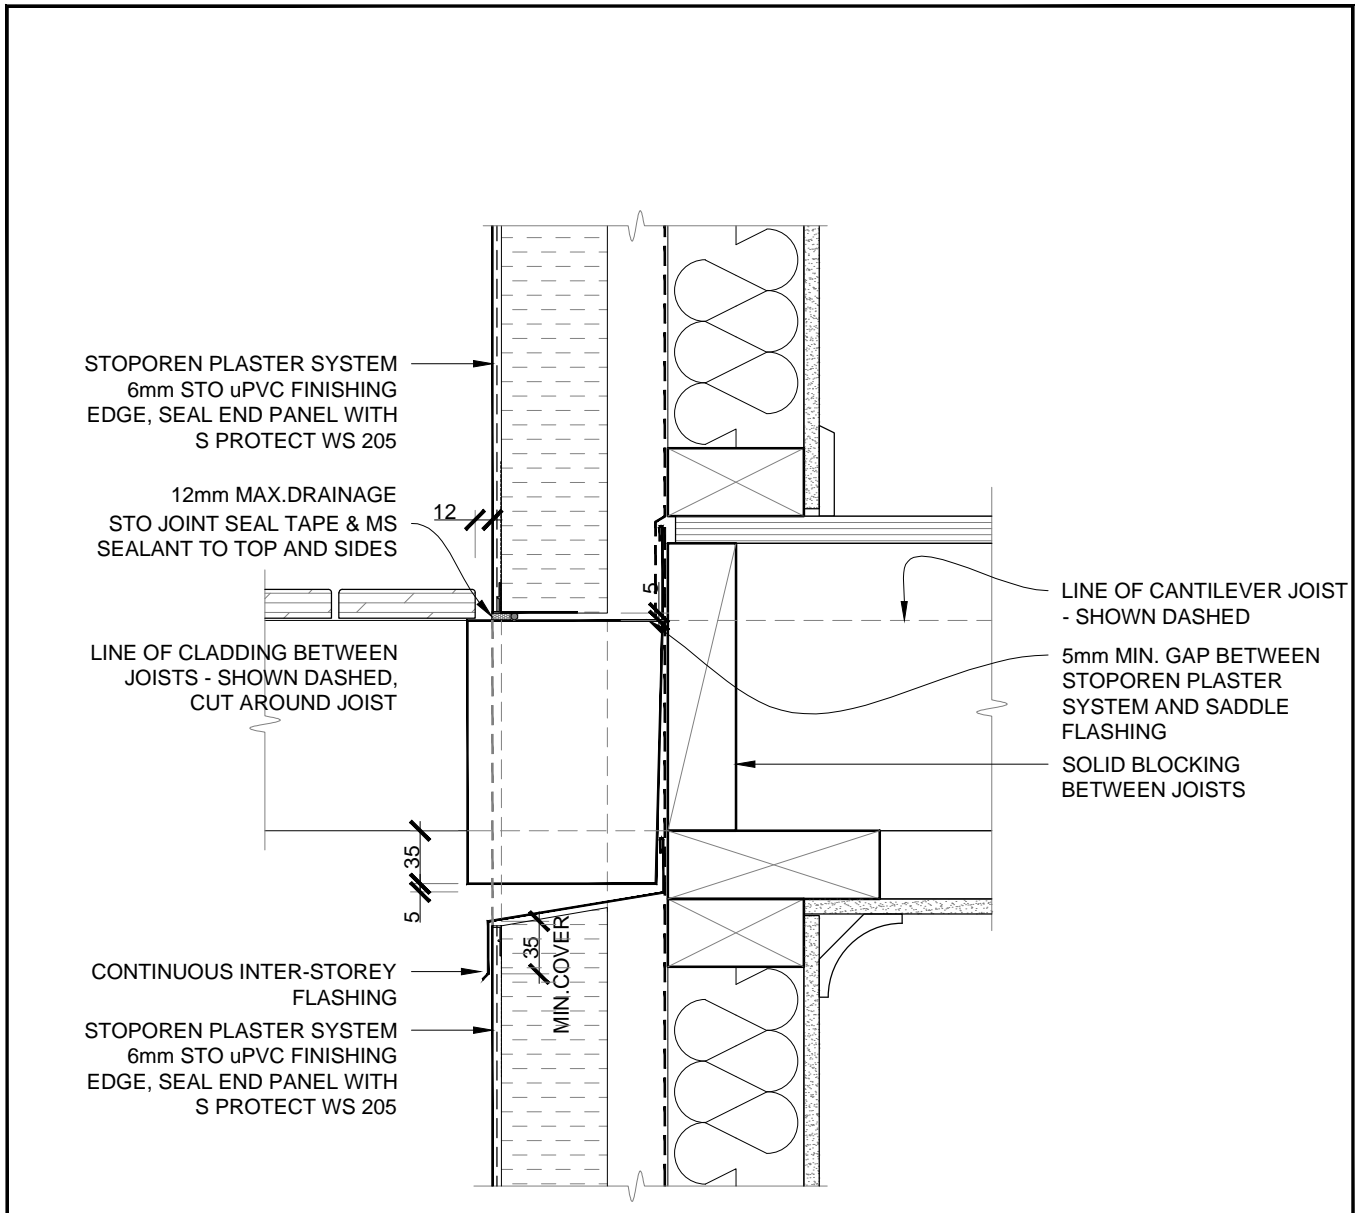 STOPOREN PLASTER SYSTEM
6mm STO uPVC FINISHING
EDGE, SEAL END PANEL WITH
S PROTECT WS 205
12mm MAX.DRAINAGE
STO JOINT SEAL TAPE & MS
SEALANT TO TOP AND SIDES
12
5
LINE OF CLADDING BETWEEN
JOISTS - SHOWN DASHED,
CUT AROUND JOIST
LINE OF CANTILEVER JOIST
- SHOWN DASHED
5mm MIN. GAP BETWEEN
STOPOREN PLASTER
SYSTEM AND SADDLE
FLASHING
SOLID BLOCKING
BETWEEN JOISTS
35
5
35
MIN.COVER
CONTINUOUS INTER-STOREY
FLASHING
STOPOREN PLASTER SYSTEM
6mm STO uPVC FINISHING
EDGE, SEAL END PANEL WITH
S PROTECT WS 205